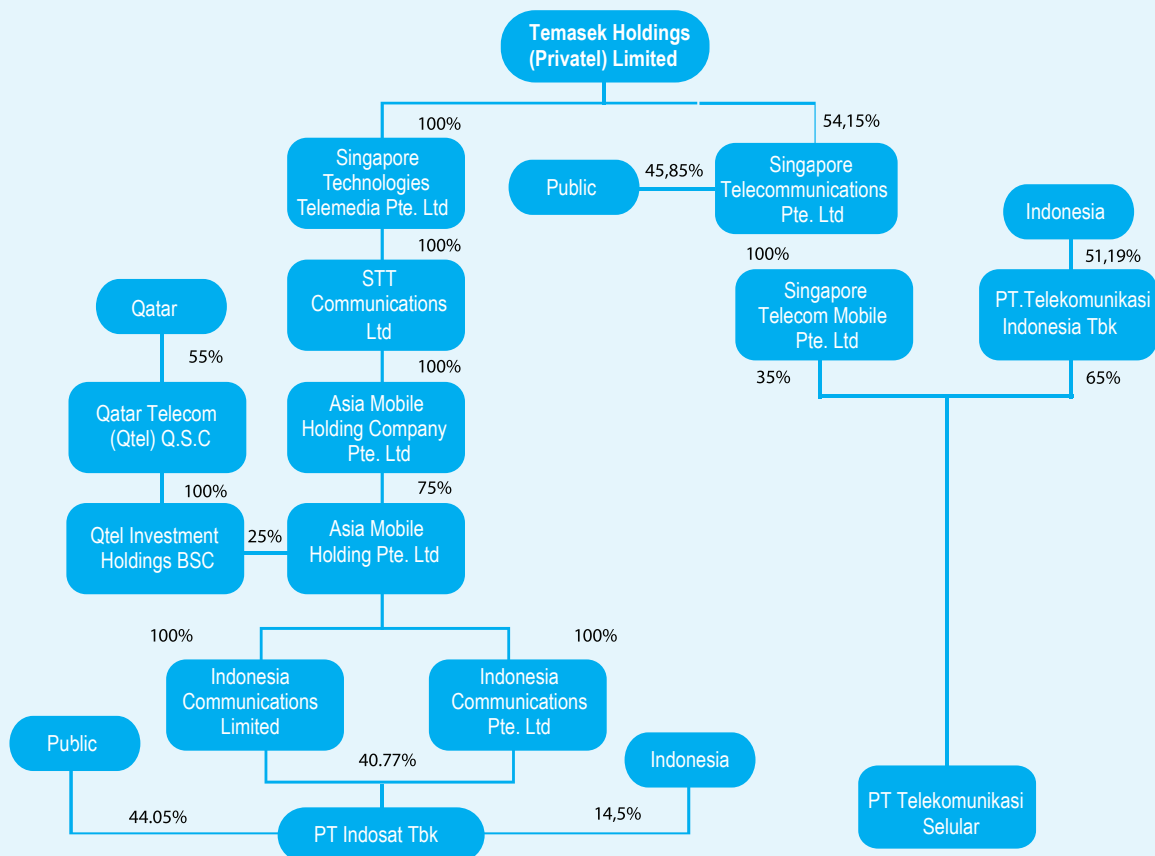 Temasek Holdings
(Privatel) Limited
100%
54,15%
Singapore
Technologies
Telemedia Pte. Ltd
Public
45,85%
Singapore
Telecommunications
Pte. Ltd
Indonesia
100%
100%
51,19%
STT
Communications
Ltd
Singapore
Telecom Mobile
Pte. Ltd
PT.Telekomunikasi
Indonesia Tbk
Qatar
55%
100%
35%
65%
Qatar Telecom
(Qtel) Q.S.C
Asia Mobile
Holding Company
Pte. Ltd
100%
75%
Qtel Investment
Holdings BSC
25%
Asia Mobile
Holding Pte. Ltd
100%
100%
Indonesia
Communications
Limited
Indonesia
Communications
Pte. Ltd
Public
40.77%
Indonesia
44.05%
14,5%
PT Indosat Tbk
PT Telekomunikasi
Selular